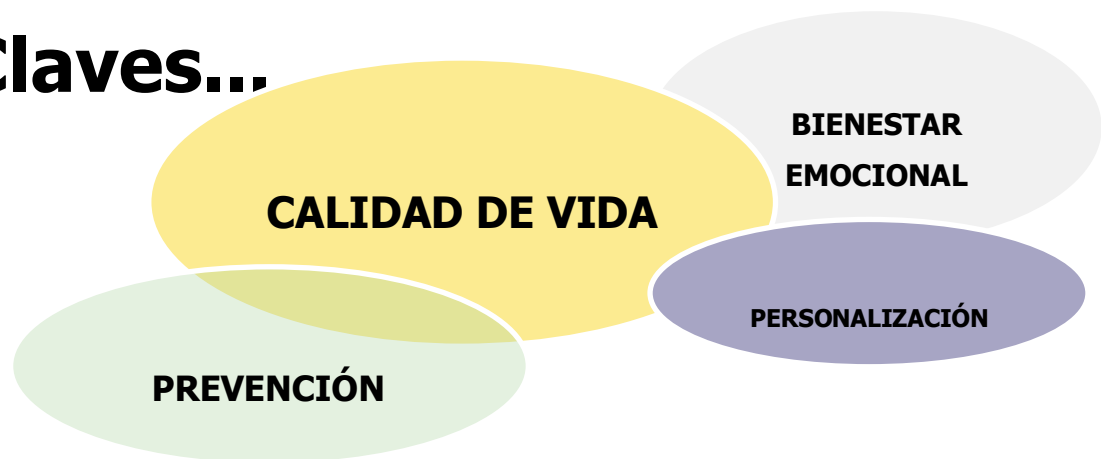 Claves...
BIENESTAR
EMOCIONAL
CALIDAD DE VIDA
PERSONALIZACIÓN
PREVENCIÓN